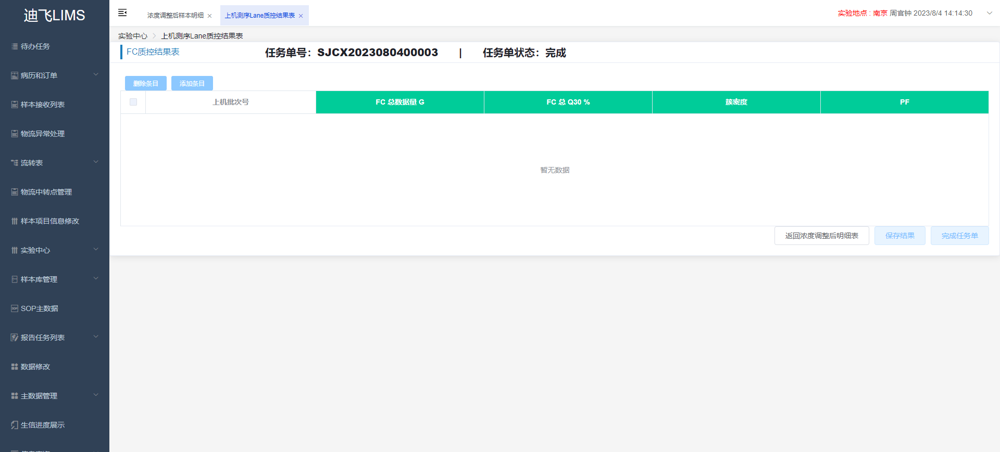 迪飞LIMS
待办任务
病历和订单
样本接收列表
物流异常处理
流转表
物流中转点管理
样本项目信息修改
实验中心
样本库管理
SOP主数据
报告任务列表
数据修改
主数据管理
生信进度展示
浓度调整后样本明细
上机测序Lane质控结果表
实验地点 : 南京 周官钟 2023/8/4 14:14:30
实验中心 > 上机测序Lane质控结果表
FC质控结果表
任务单号：SJCX2023080400003 | 任务单状态：完成
删除条目 添加条目
上机批次号 FC 总数据量 G FC 总 Q30 % 簇密度 PF
暂无数据
返回浓度调整后明细表 保存结果 完成任务单